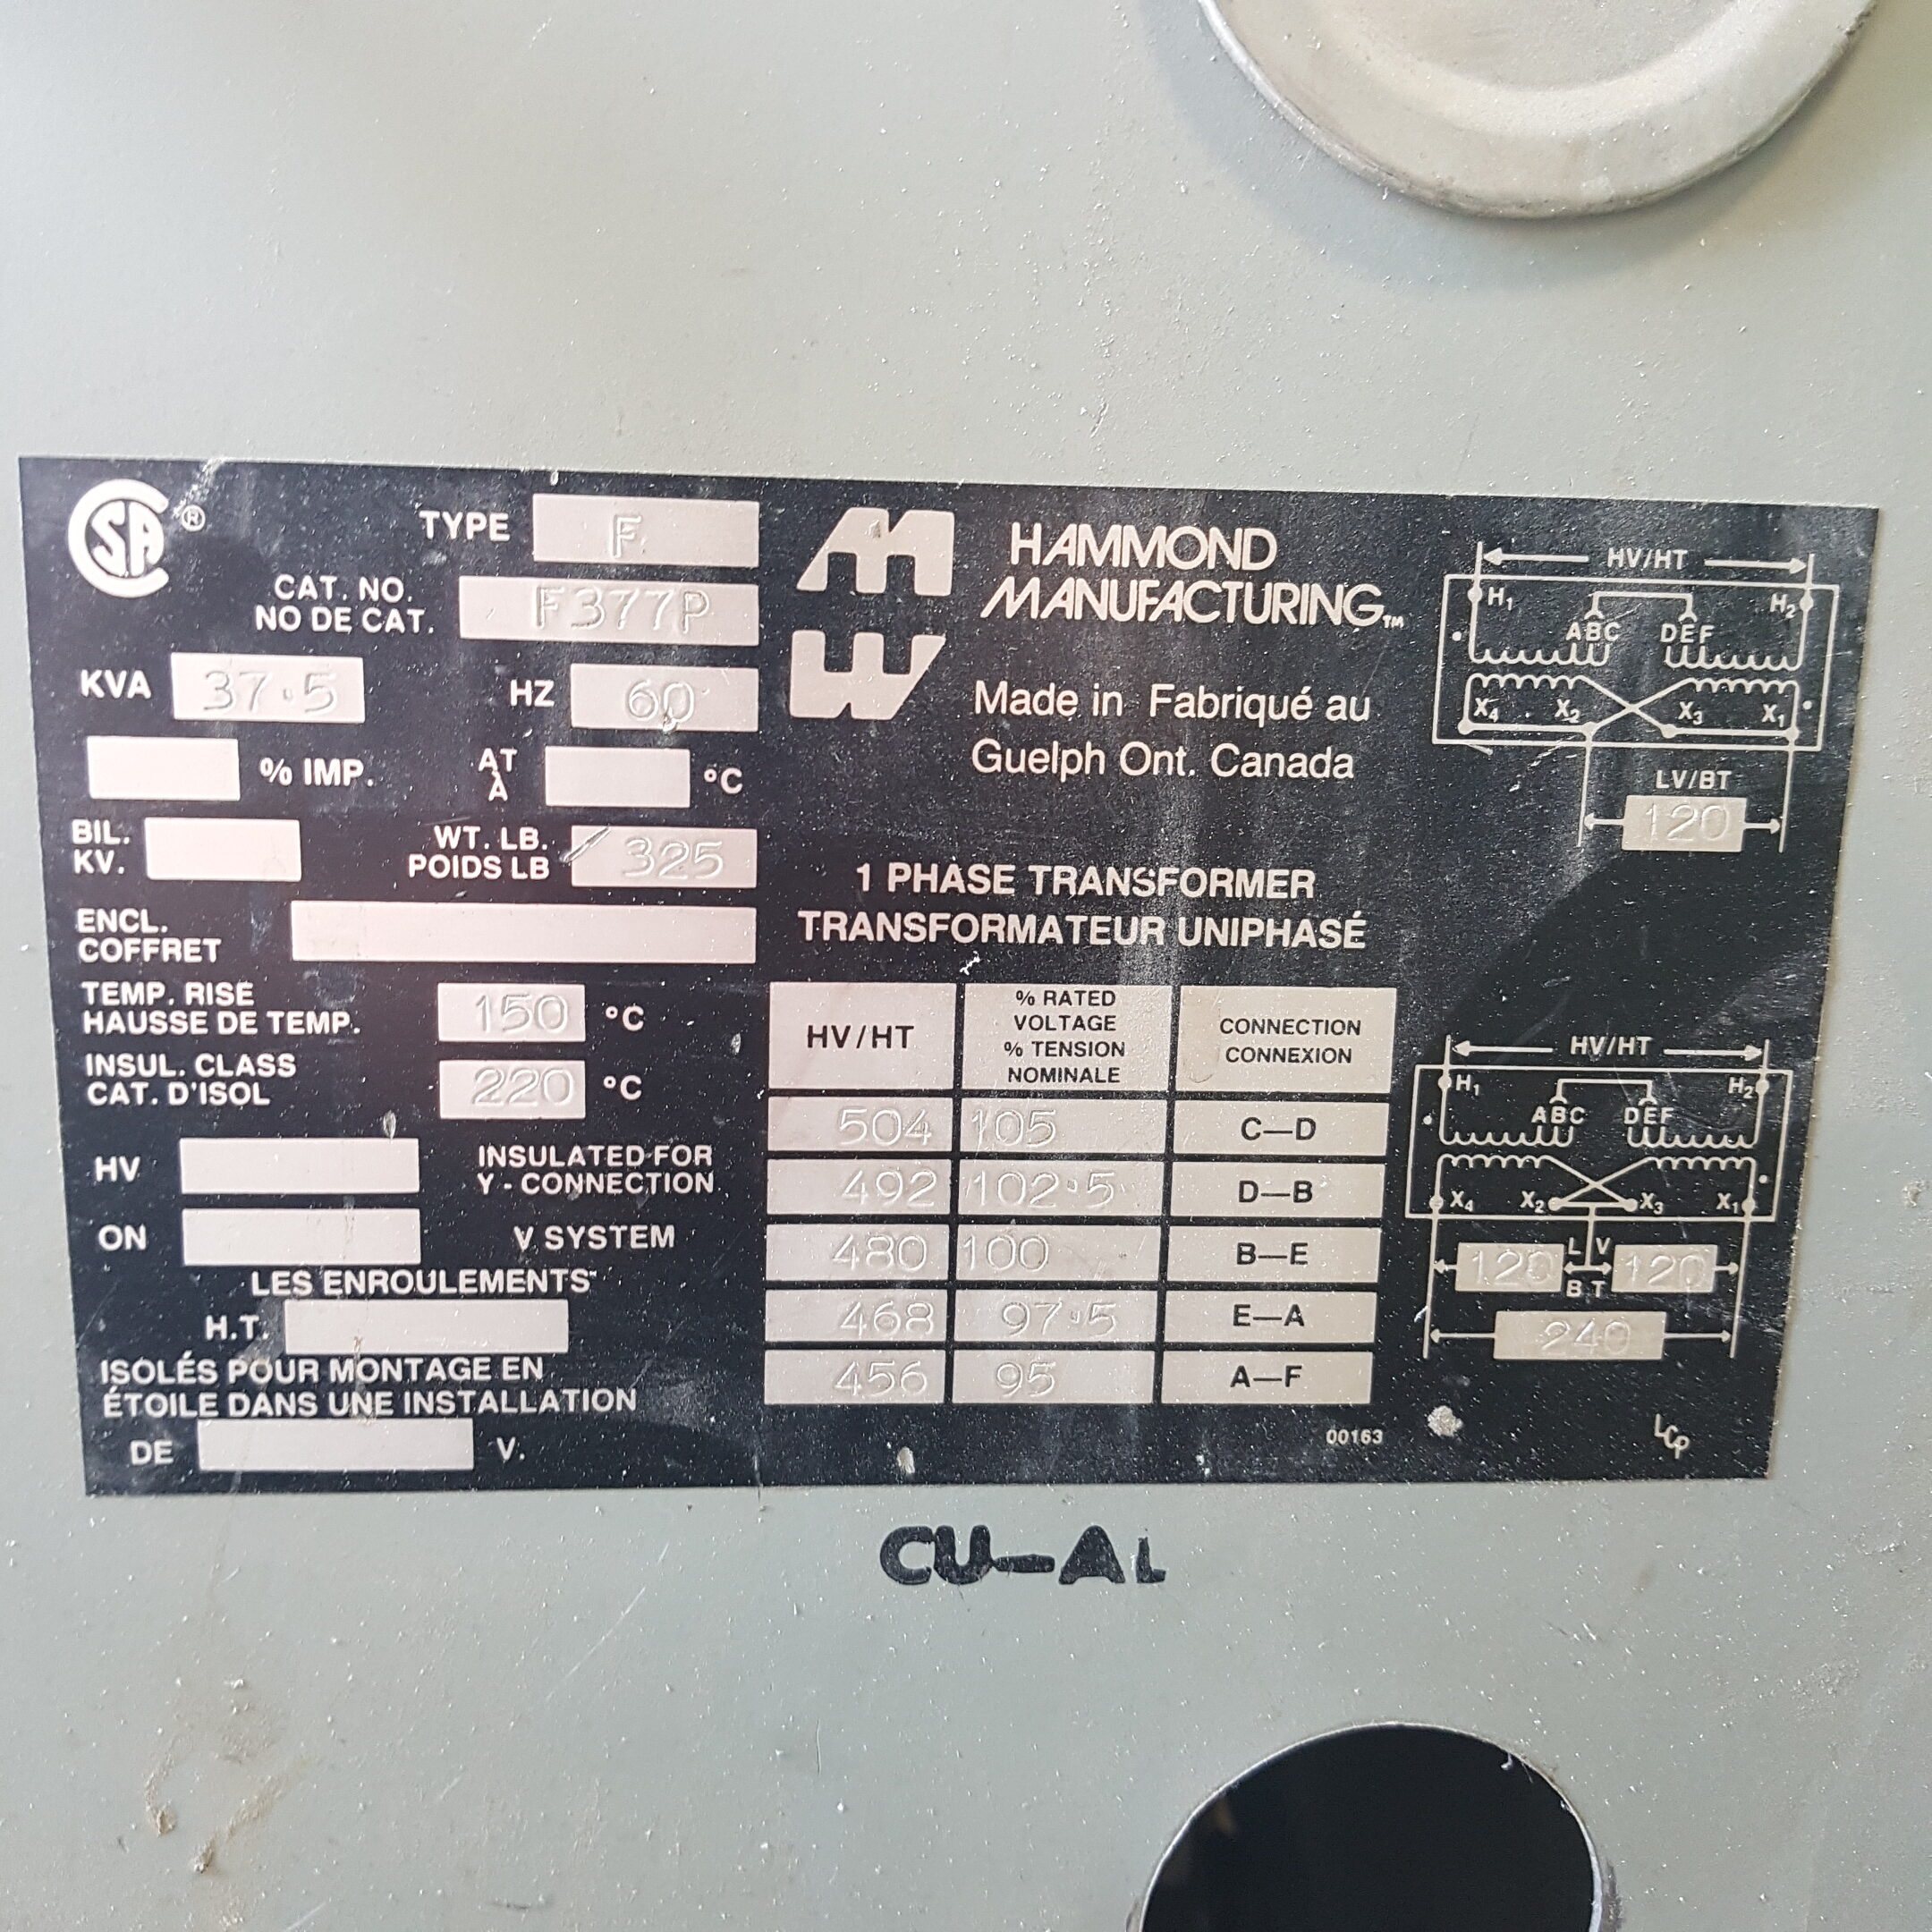 CSA ®
TYPE F
CAT. NO.
NO DE CAT. F377P
KVA 37.5 HZ 60
% IMP. AT
À °C
BIL.
KV. WT. LB.
POIDS LB 325
ENCL.
COFFRET
TEMP. RISE
HAUSSE DE TEMP. 150 °C
INSUL. CLASS
CAT. D'ISOL 220 °C
HV INSULATED FOR
Y - CONNECTION
ON V SYSTEM
LES ENROULEMENTS
H.T.
ISOLÉS POUR MONTAGE EN
ÉTOILE DANS UNE INSTALLATION
DE V.
HAMMOND
MANUFACTURING™
Made in Fabriqué au
Guelph Ont. Canada
1 PHASE TRANSFORMER
TRANSFORMATEUR UNIPHASÉ
HV/HT % RATED
VOLTAGE
% TENSION
NOMINALE CONNECTION
CONNEXION
504 105 C—D
492 102.5 D—B
480 100 B—E
468 97.5 E—A
456 95 A—F
00163
HV/HT
H1 ABC DEF H2
X4 X2 X3 X1
LV/BT
120
HV/HT
H1 ABC DEF H2
X4 X2 X3 X1
120 LV 120
BT
240
LCP
CU-AL